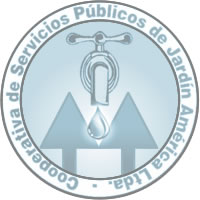 Cooperativa de Servicios Públicos de Jardín América Ltda. -